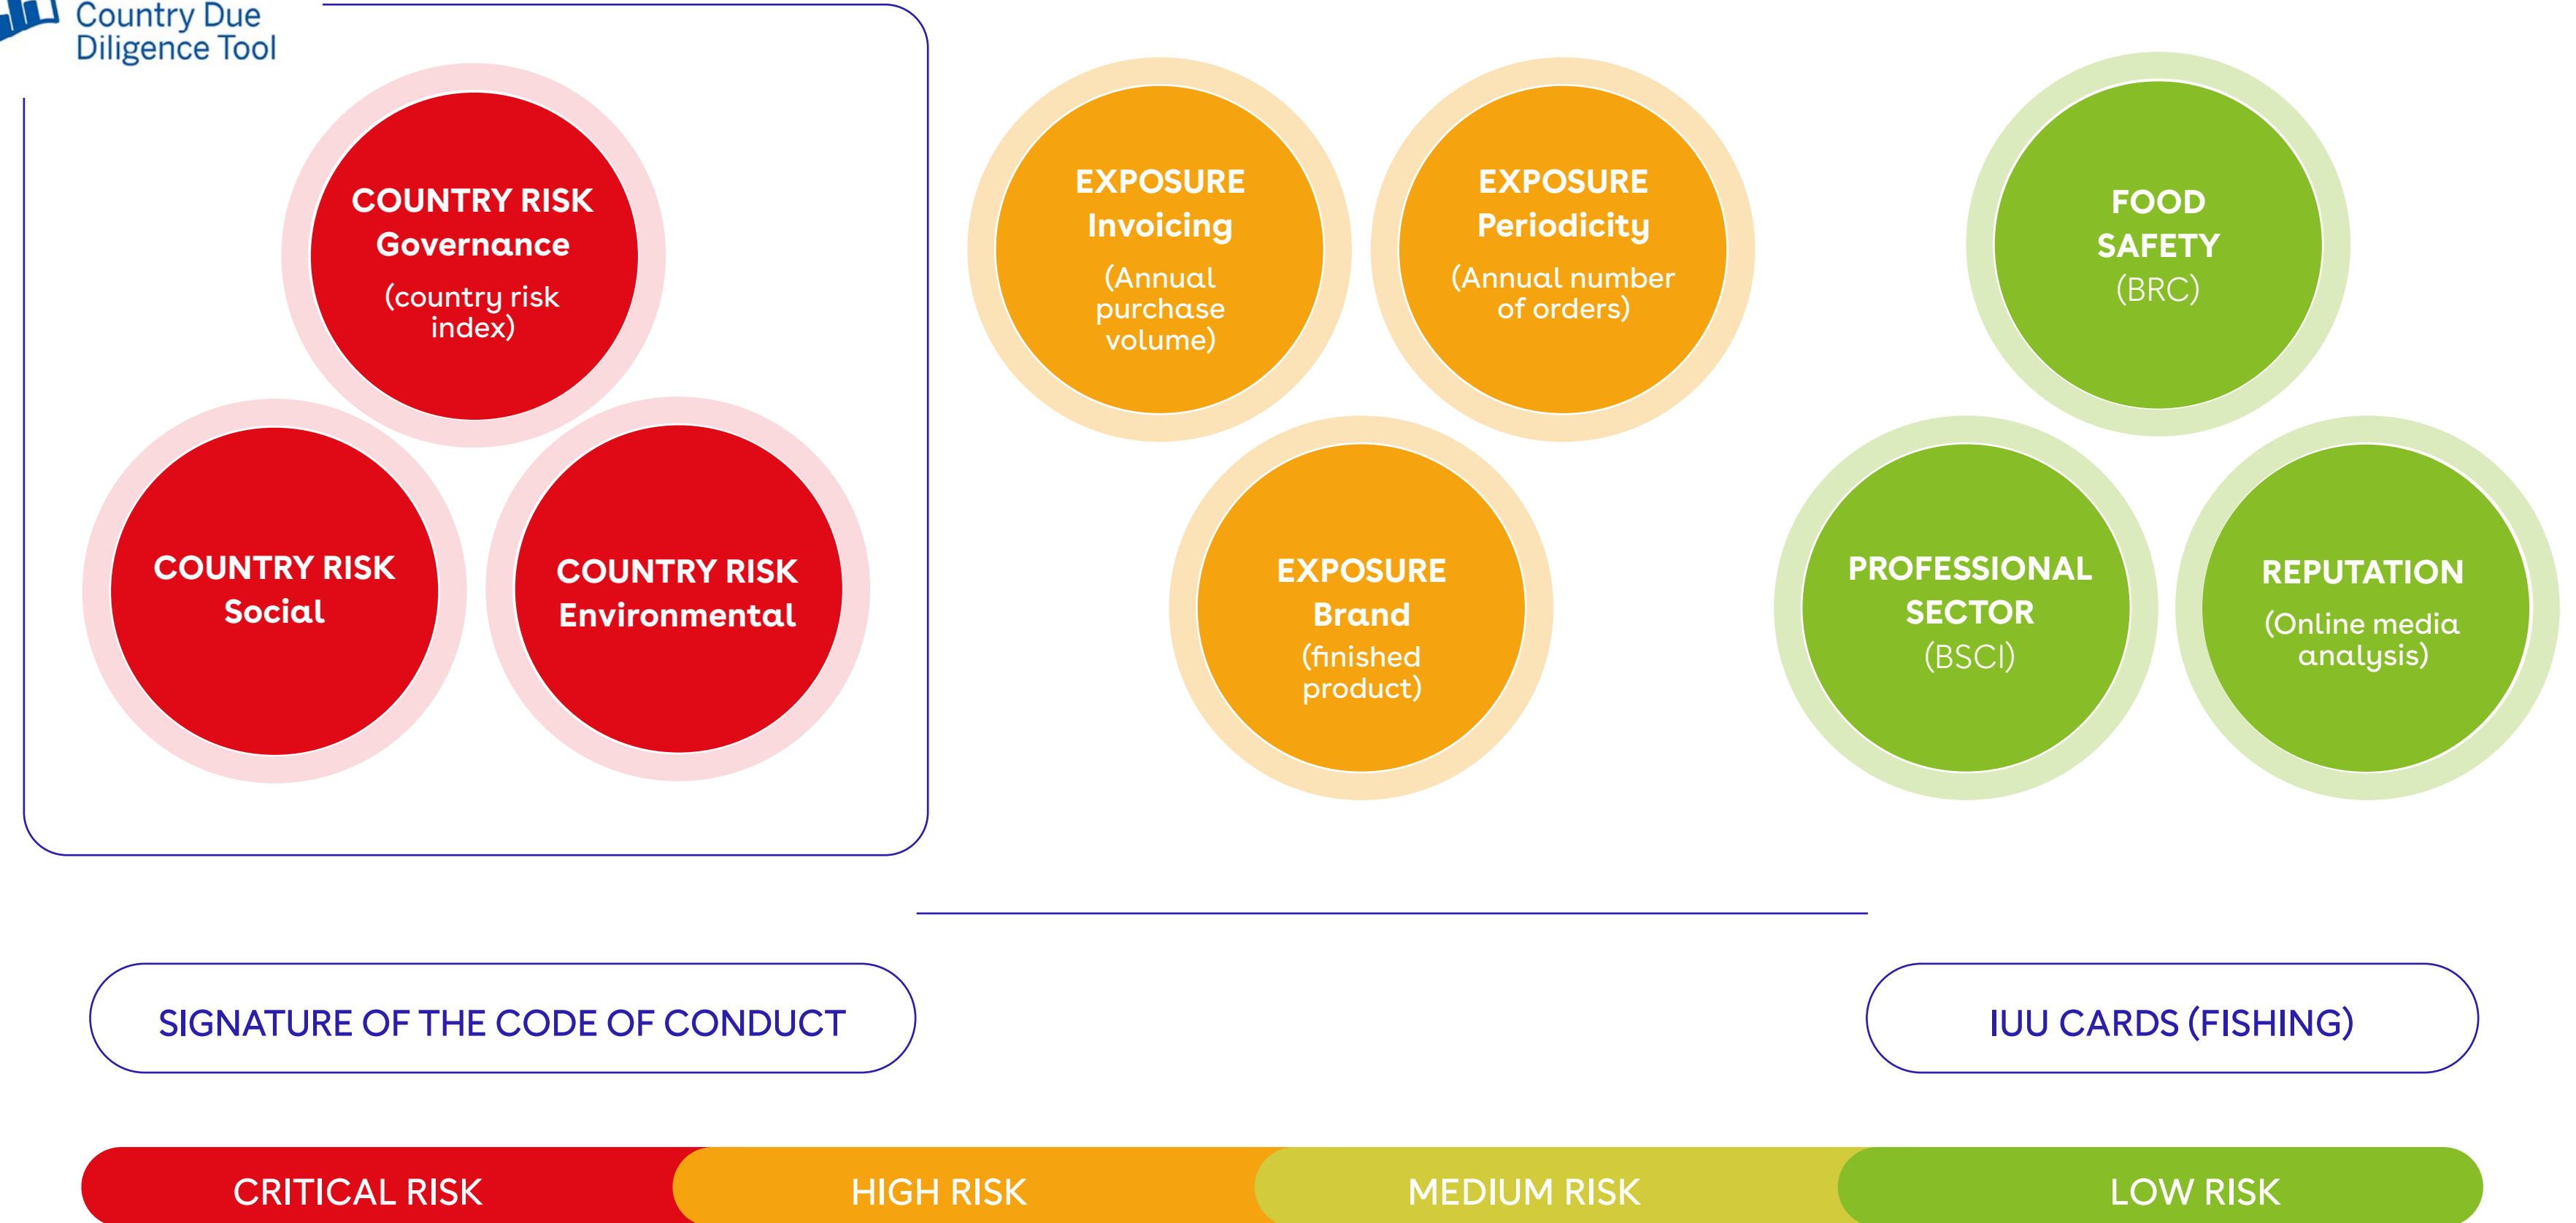 Country Due
Diligence Tool
COUNTRY RISK
Governance
(country risk
index)
COUNTRY RISK
Social
COUNTRY RISK
Environmental
EXPOSURE
Invoicing
(Annual
purchase
volume)
EXPOSURE
Periodicity
(Annual number
of orders)
EXPOSURE
Brand
(finished
product)
FOOD
SAFETY
(BRC)
PROFESSIONAL
SECTOR
(BSCI)
REPUTATION
(Online media
analysis)
SIGNATURE OF THE CODE OF CONDUCT
IUU CARDS (FISHING)
CRITICAL RISK
HIGH RISK
MEDIUM RISK
LOW RISK